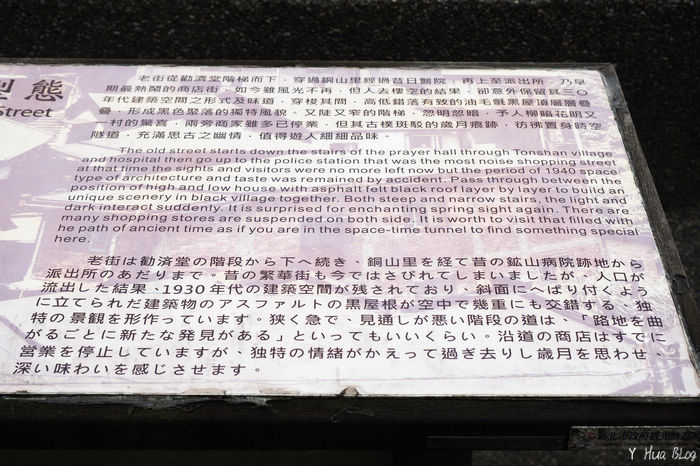 型態
Street
老街從勸濟堂階梯而下，穿過銅山里經過昔日醫院，再上至派出所，乃早
期最熱鬧的商店街，如今雖風光不再，但人去樓空的結果，卻意外保留其三〇
年代建築空間之形式及味道，穿梭其間，高低錯落有致的油毛氈黑屋頂層層疊
疊，形成黑色聚落的獨特風貌。又陡又窄的階梯，忽明忽暗，予人柳暗花明又
一村的驚喜，兩旁商家雖多已停業，但其古樸斑駁的歲月痕跡，彷彿置身時空
隧道，充滿思古之幽情，值得遊人細細品味。
The old street starts down the stairs of the prayer hall through Tonshan village
and hospital then go up to the police station that was the most noise shopping street
at that time the sights and visitors were no more left now but the period of 1940 space
type of architecture and taste was remained by accident. Pass through between the
position of high and low house with asphalt felt black roof layer by layer to build an
unique scenery in black village together. Both steep and narrow stairs, the light and
dark interact suddenly. It is surprised for enchanting spring sight again. There are
many shopping stores are suspended on both side. It is worth to visit that filled with
he path of ancient time as if you are in the space-time tunnel to find something special
here.
老街は勧済堂の階段から下へ続き、銅山里を経て昔の鉱山病院跡地から
派出所のあたりまで。昔の繁華街も今ではさびれてしまいましたが、人口が
流出した結果、1930年代の建築空間が残されており、斜面にへばり付くよう
に立てられた建築物のアスファルトの黒屋根が空中で幾重にも交錯する、独
特の景観を形作っています。狭く急で、見通しが悪い階段の道は、「路地を曲
がるごとに新たな発見がある」といってもいいくらい。沿道の商店はすでに
営業を停止していますが、独特の情緒がかえって過ぎ去りし歳月を思わせ、
深い味わいを感じさせます。
新北市政府觀光旅遊局
Y Hua BLog